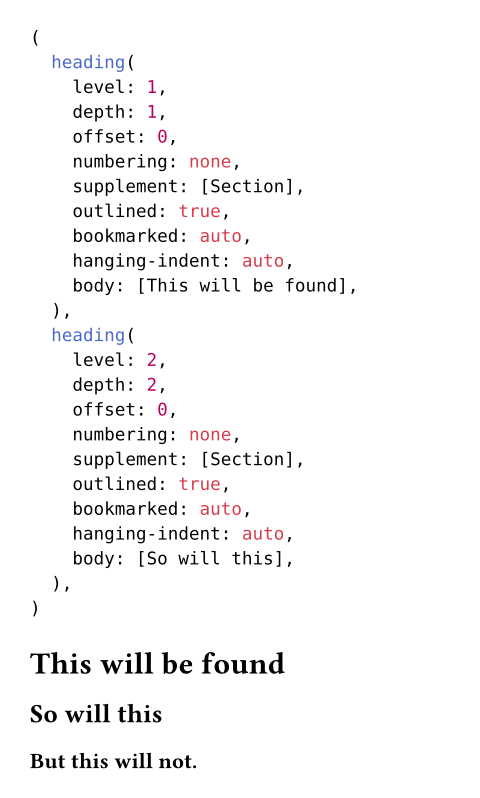 (
  heading(
    level: 1,
    depth: 1,
    offset: 0,
    numbering: none,
    supplement: [Section],
    outlined: true,
    bookmarked: auto,
    hanging-indent: auto,
    body: [This will be found],
  ),
  heading(
    level: 2,
    depth: 2,
    offset: 0,
    numbering: none,
    supplement: [Section],
    outlined: true,
    bookmarked: auto,
    hanging-indent: auto,
    body: [So will this],
  ),
)
This will be found
So will this
But this will not.